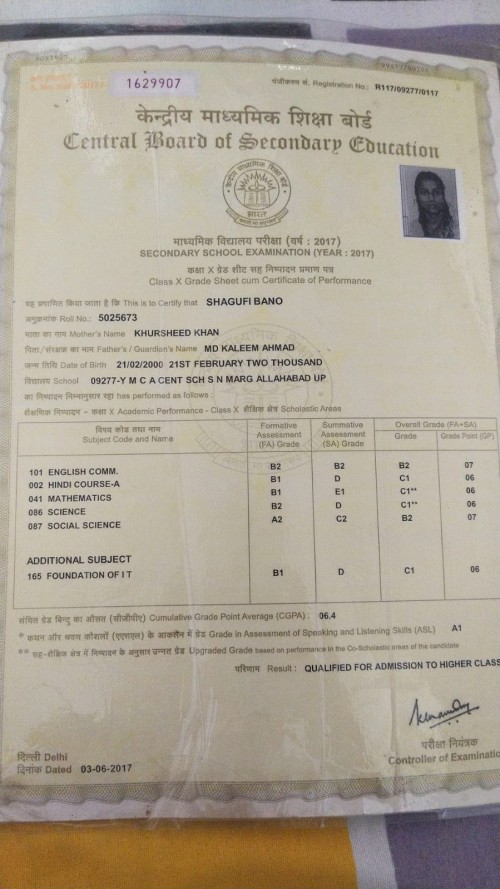 1629907
पंजीकरण सं. Registration No.: R117/09277/0117
केन्द्रीय माध्यमिक शिक्षा बोर्ड
Central Board of Secondary Education
भारत
माध्यमिक विद्यालय परीक्षा (वर्ष : 2017)
SECONDARY SCHOOL EXAMINATION (YEAR : 2017)
कक्षा X ग्रेड शीट सह निष्पादन प्रमाण पत्र
Class X Grade Sheet cum Certificate of Performance
यह प्रमाणित किया जाता है कि This is to Certify that SHAGUFI BANO
अनुक्रमांक Roll No.: 5025673
माता का नाम Mother's Name KHURSHEED KHAN
पिता/संरक्षक का नाम Father's / Guardian's Name MD KALEEM AHMAD
जन्म तिथि Date of Birth 21/02/2000 21ST FEBRUARY TWO THOUSAND
विद्यालय School 09277-Y M C A CENT SCH S N MARG ALLAHABAD UP
का निष्पादन निम्नानुसार रहा has performed as follows :
शैक्षिक निष्पादन - कक्षा X Academic Performance - Class X शैक्षिक क्षेत्र Scholastic Areas
विषय कोड तथा नाम Subject Code and Name Formative Assessment (FA) Grade Summative Assessment (SA) Grade Overall Grade (FA+SA) Grade Grade Point (GP)
101 ENGLISH COMM. B2 B2 B2 07
002 HINDI COURSE-A B1 D C1 06
041 MATHEMATICS B1 E1 C1** 06
086 SCIENCE B2 D C1** 06
087 SOCIAL SCIENCE A2 C2 B2 07
ADDITIONAL SUBJECT
165 FOUNDATION OF I T B1 D C1 06
संचित ग्रेड बिन्दु का औसत (सीजीपीए) Cumulative Grade Point Average (CGPA) : 06.4
* कथन और श्रवण कौशलों (एएसएल) के आकलन में ग्रेड Grade in Assessment of Speaking and Listening Skills (ASL) A1
** सह-शैक्षिक क्षेत्र में निष्पादन के अनुसार उन्नत ग्रेड Upgraded Grade based on performance in the Co-Scholastic areas of the candidate
परिणाम Result : QUALIFIED FOR ADMISSION TO HIGHER CLASS
दिल्ली Delhi
दिनांक Dated 03-06-2017
परीक्षा नियंत्रक
Controller of Examinatio